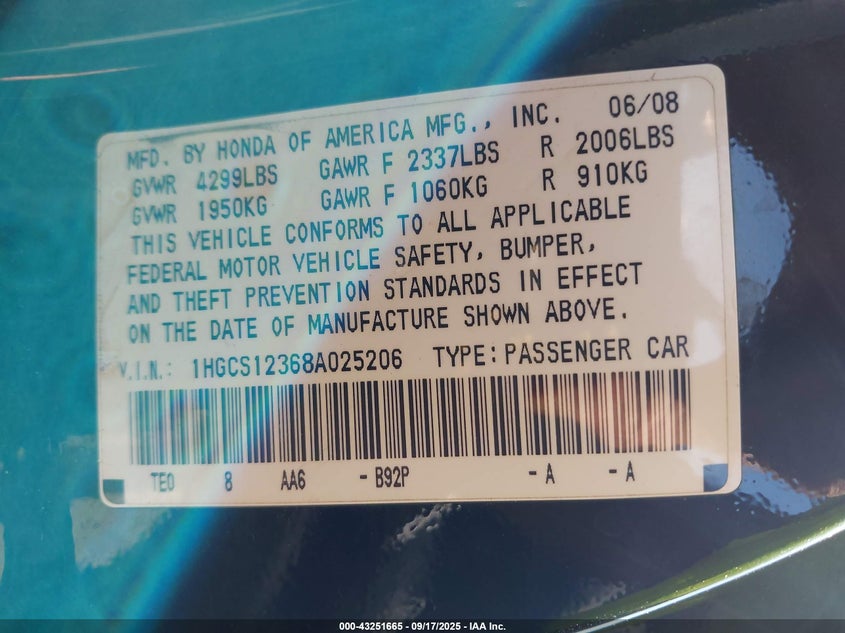 MFD. BY HONDA OF AMERICA MFG., INC. 06/08
GVWR 4299LBS GAWR F 2337LBS R 2006LBS
GVWR 1950KG GAWR F 1060KG R 910KG
THIS VEHICLE CONFORMS TO ALL APPLICABLE
FEDERAL MOTOR VEHICLE SAFETY, BUMPER,
AND THEFT PREVENTION STANDARDS IN EFFECT
ON THE DATE OF MANUFACTURE SHOWN ABOVE.
V.I.N.: 1HGCS12368A025206 TYPE:PASSENGER CAR
TE0 8 AA6 - B92P - A - A
000-43251665 - 09/17/2025 - IAA Inc.